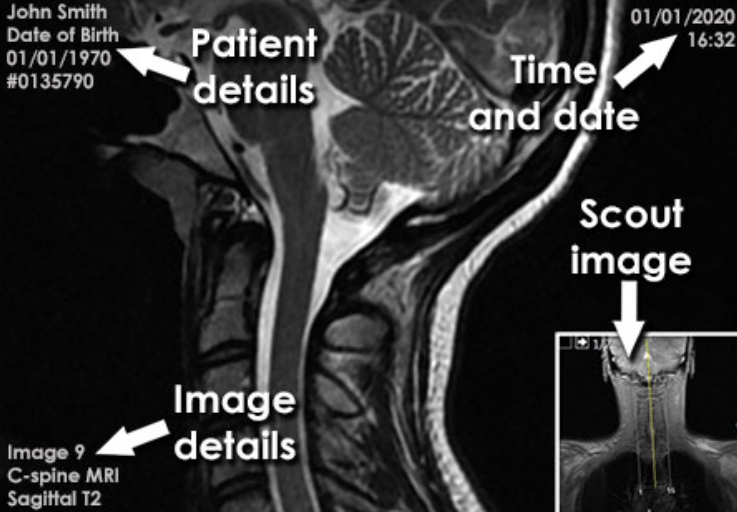 John Smith
Date of Birth
01/01/1970
#0135790
Patient
details
01/01/2020
16:32
Time
and date
Scout
image
Image
details
Image 9
C-spine MRI
Sagittal T2